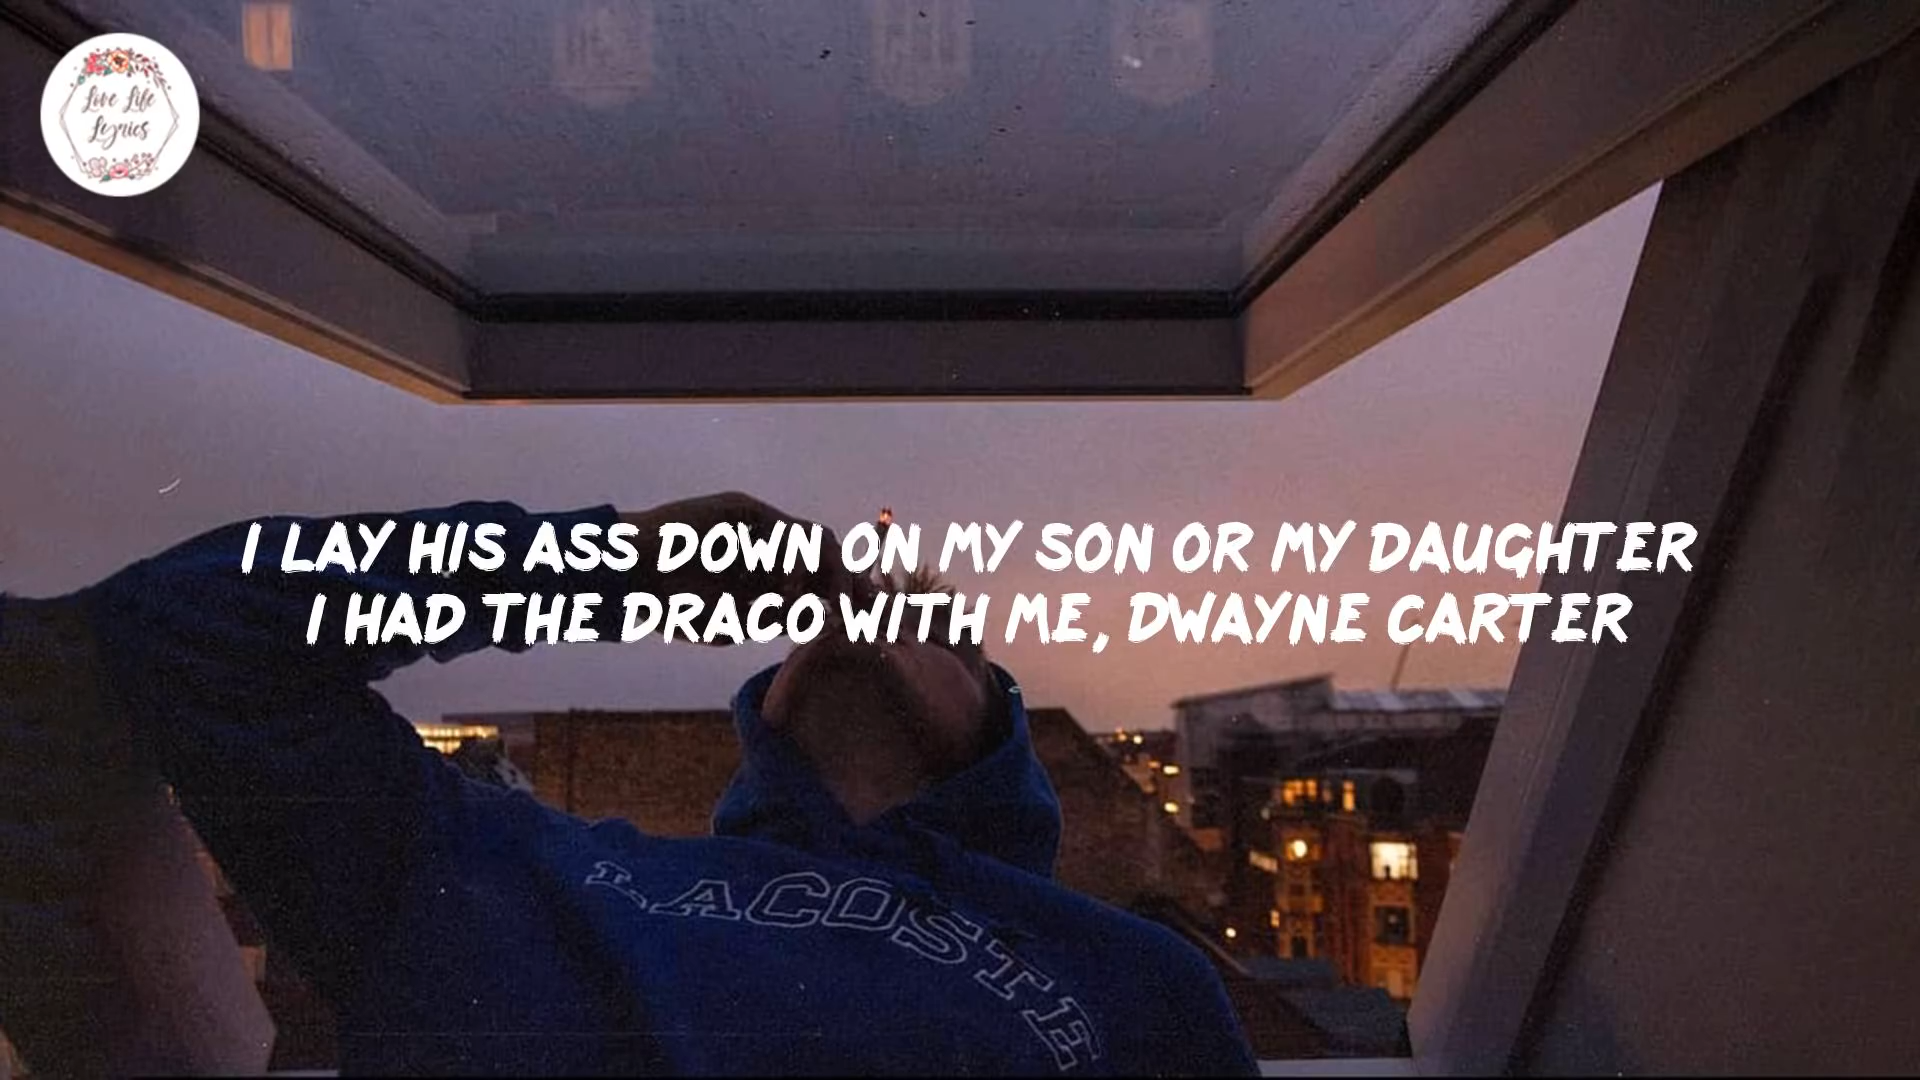 Love Life
Lyrics
I LAY HIS ASS DOWN ON MY SON OR MY DAUGHTER
I HAD THE DRACO WITH ME, DWAYNE CARTER
LACOSTE